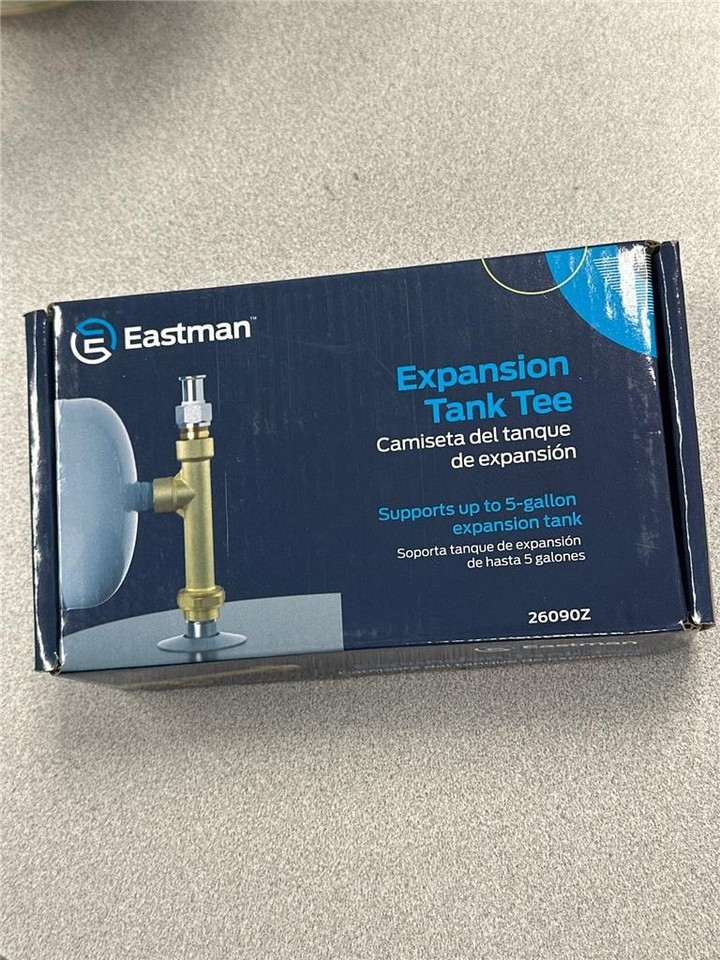 Eastman™
Expansion
Tank Tee
Camiseta del tanque
de expansión
Supports up to 5-gallon
expansion tank
Soporta tanque de expansión
de hasta 5 galones
26090Z
Eastman